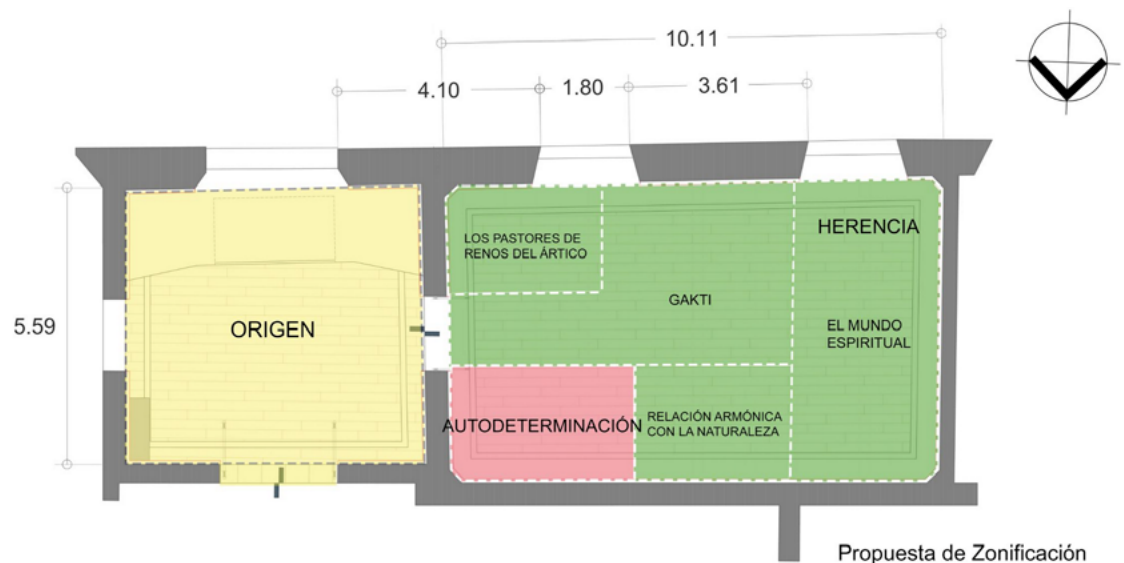 10.11
4.10
1.80
3.61
5.59
ORIGEN
LOS PASTORES DE
RENOS DEL ÁRTICO
HERENCIA
GAKTI
EL MUNDO
ESPIRITUAL
AUTODETERMINACIÓN
RELACIÓN ARMÓNICA
CON LA NATURALEZA
Propuesta de Zonificación